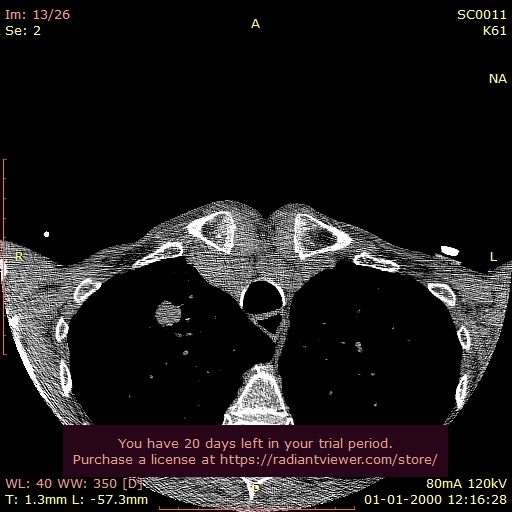 Im: 13/26
Se: 2
A
SC0011
K61
NA
R
L
You have 20 days left in your trial period.
Purchase a license at https://radiantviewer.com/store/
P
WL: 40 WW: 350 [D]
T: 1.3mm L: -57.3mm
80mA 120kV
01-01-2000 12:16:28